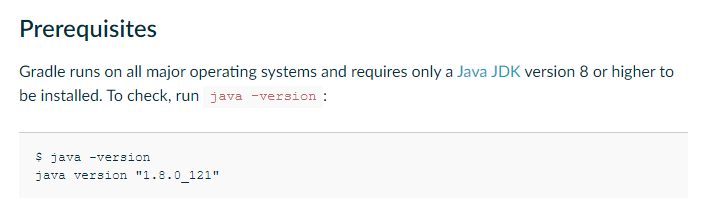 Prerequisites
Gradle runs on all major operating systems and requires only a Java JDK version 8 or higher to
be installed. To check, run java -version :
$ java -version
java version "1.8.0_121"